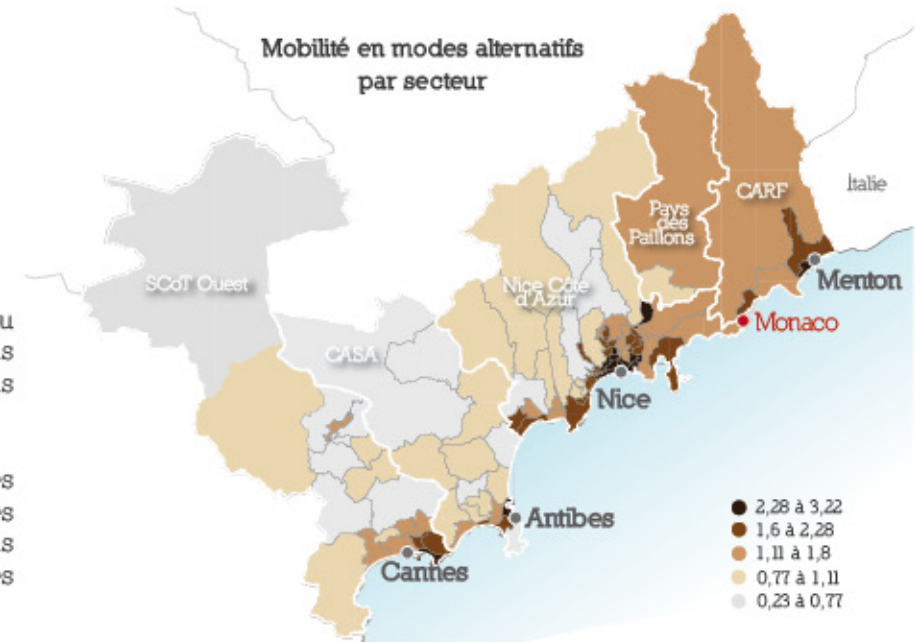 Mobilité en modes alternatifs
par secteur
Italie
CARF
Pays
des
Paillons
SCoT Ouest
Nice Côte
d'Azur
Menton
Monaco
CASA
Nice
Antibes
Cannes
2,28 à 3,22
1,6 à 2,28
1,11 à 1,8
0,77 à 1,11
0,23 à 0,77